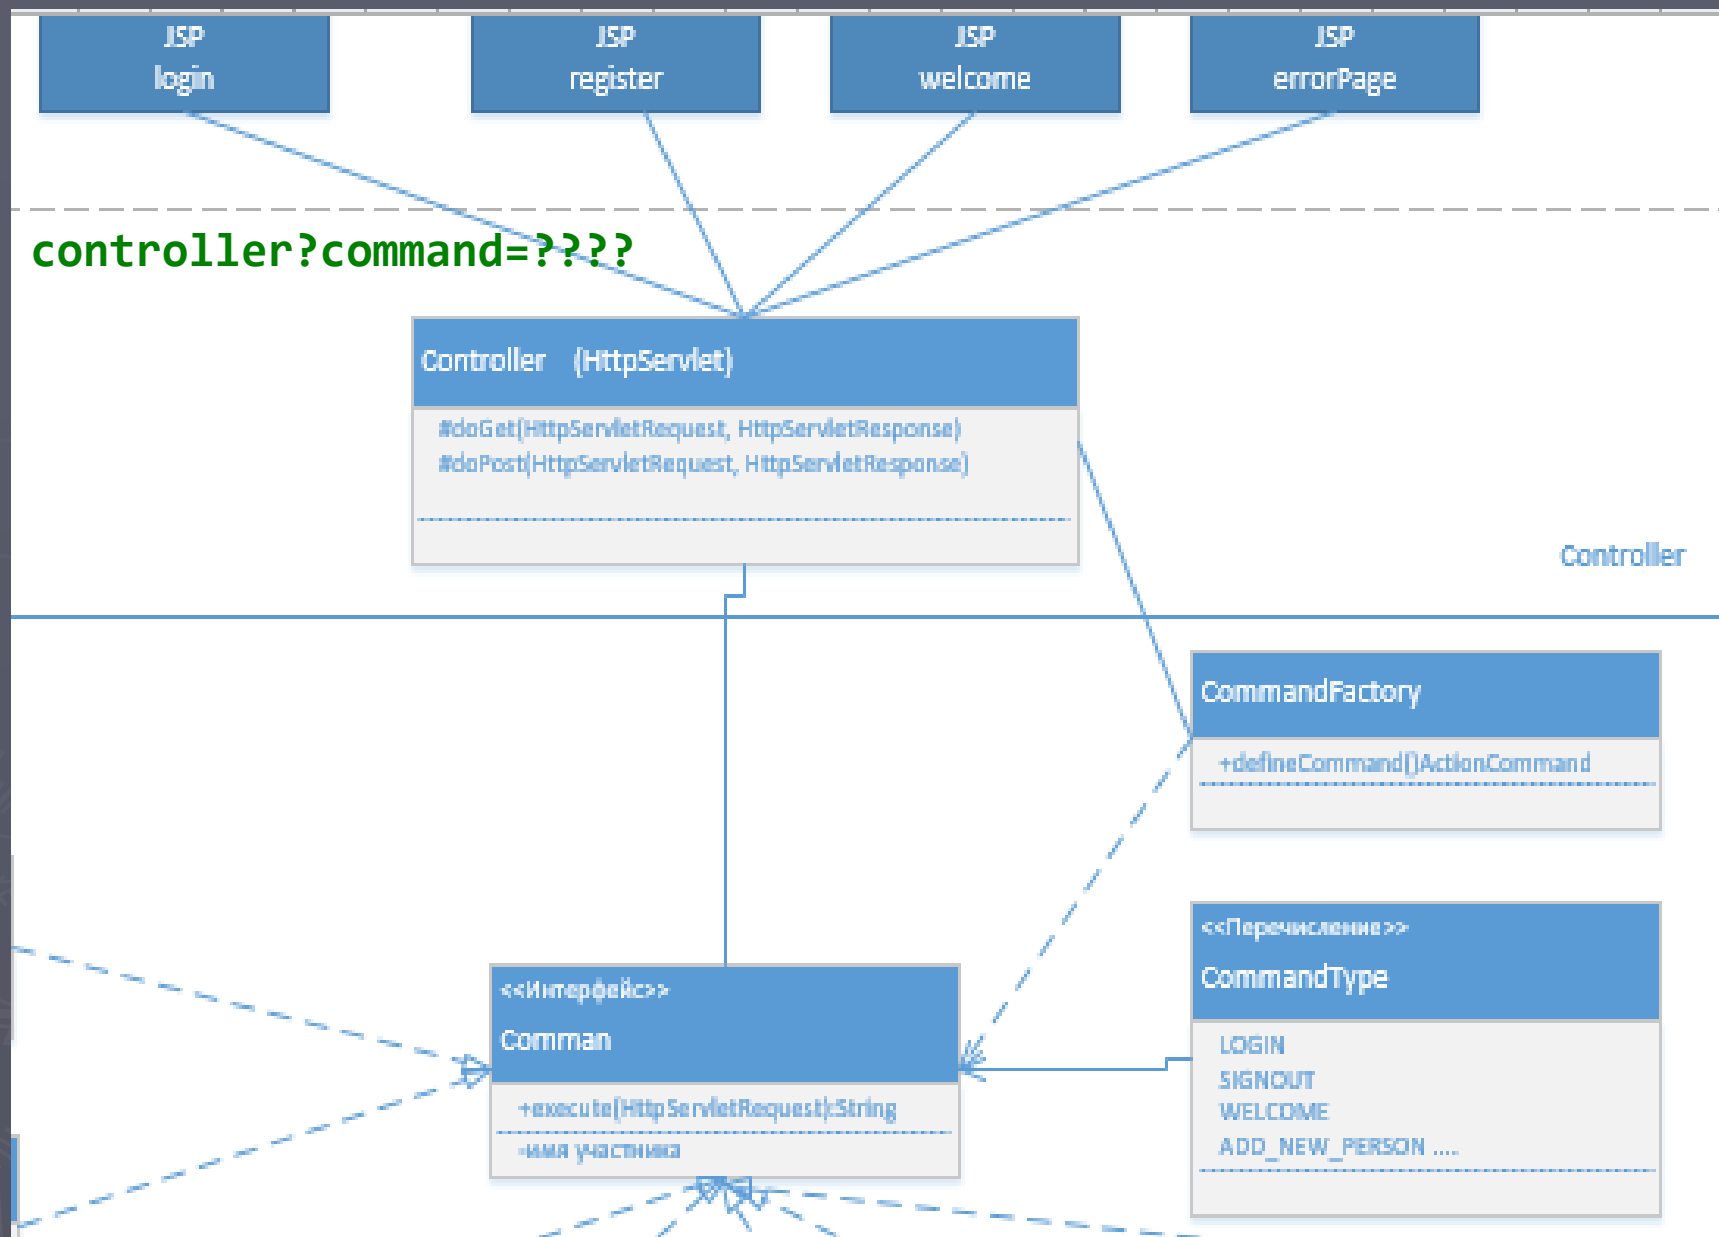 JSP
login
JSP
register
JSP
welcome
JSP
errorPage
controller?command=????
Controller (HttpServlet)
#doGet(HttpServletRequest, HttpServletResponse)
#doPost(HttpServletRequest, HttpServletResponse)
Controller
CommandFactory
+defineCommand()ActionCommand
<<Перечисление>>
CommandType
LOGIN
SIGNOUT
WELCOME
ADD_NEW_PERSON ....
<<Интерфейс>>
Comman
+execute(HttpServletRequest):String
-имя участника